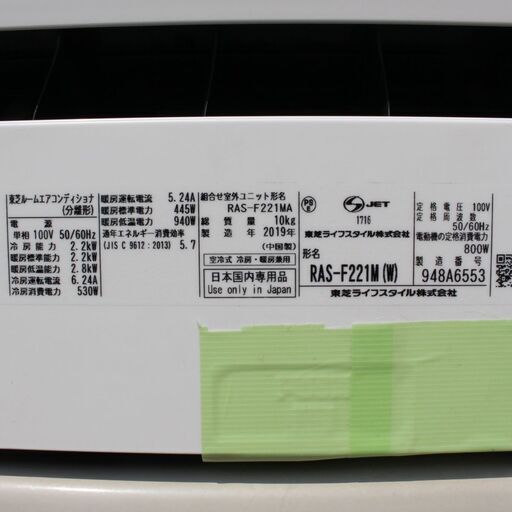 東芝ルームエアコンディショナ
(分離形)
電 源
単相 100V 50/60Hz
冷房能力 2.2kW
暖房標準能力 2.2kW
暖房低温能力 2.8kW
冷房運転電流 6.24A
冷房消費電力 530W
暖房運転電流 5.24A
暖房標準電力 445W
暖房低温電力 940W
通年エネルギー消費効率
(JIS C 9612:2013) 5.7
組合せ室外ユニット形名
RAS-F221MA
総質量 10kg
製造年 2019年
(中国製)
空冷式 冷房・暖房兼用
日本国内専用品
Use only in Japan
PS
E
JET
1716
東芝ライフスタイル株式会社
形名
RAS-F221M(W)
東芝ライフスタイル株式会社
定格電圧 100V
定格周波数
50/60Hz
電動機の定格消費電力
800W
製造番号
948A6553